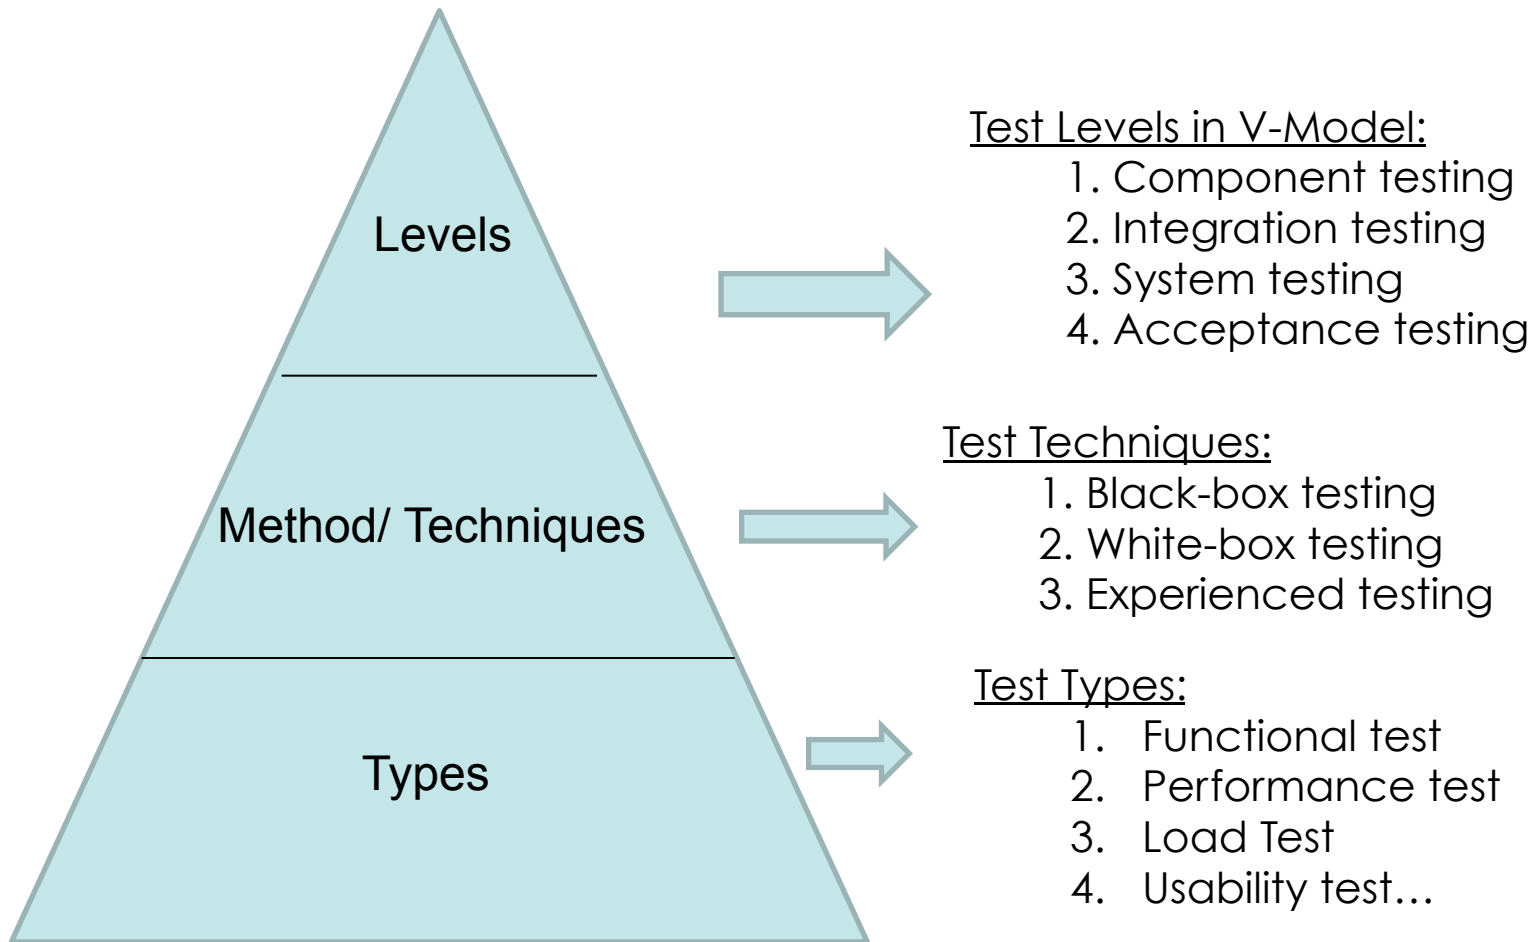 Levels
Method/ Techniques
Types
Test Levels in V-Model:
1. Component testing
2. Integration testing
3. System testing
4. Acceptance testing
Test Techniques:
1. Black-box testing
2. White-box testing
3. Experienced testing
Test Types:
1. Functional test
2. Performance test
3. Load Test
4. Usability test...